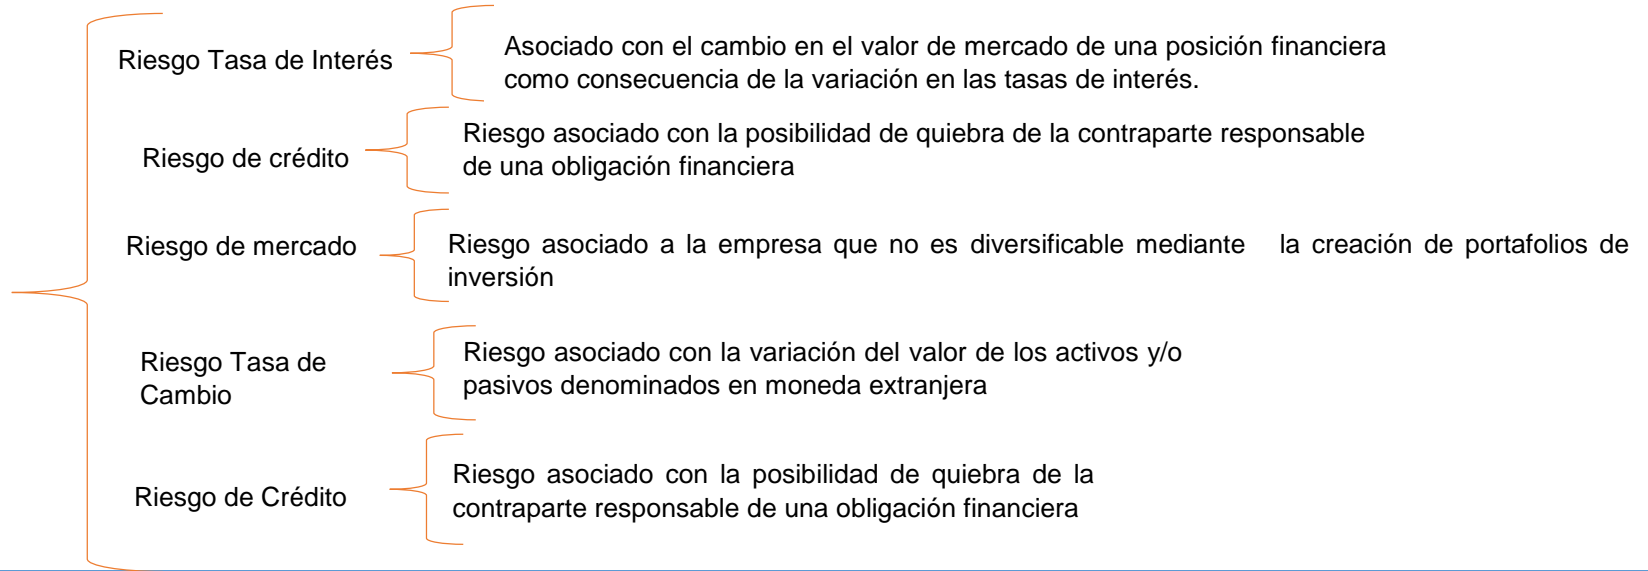 Riesgo Tasa de Interés
Asociado con el cambio en el valor de mercado de una posición financiera
como consecuencia de la variación en las tasas de interés.
Riesgo de crédito
Riesgo asociado con la posibilidad de quiebra de la contraparte responsable
de una obligación financiera
Riesgo de mercado
Riesgo asociado a la empresa que no es diversificable mediante la creación de portafolios de
inversión
Riesgo Tasa de
Cambio
Riesgo asociado con la variación del valor de los activos y/o
pasivos denominados en moneda extranjera
Riesgo de Crédito
Riesgo asociado con la posibilidad de quiebra de la
contraparte responsable de una obligación financiera